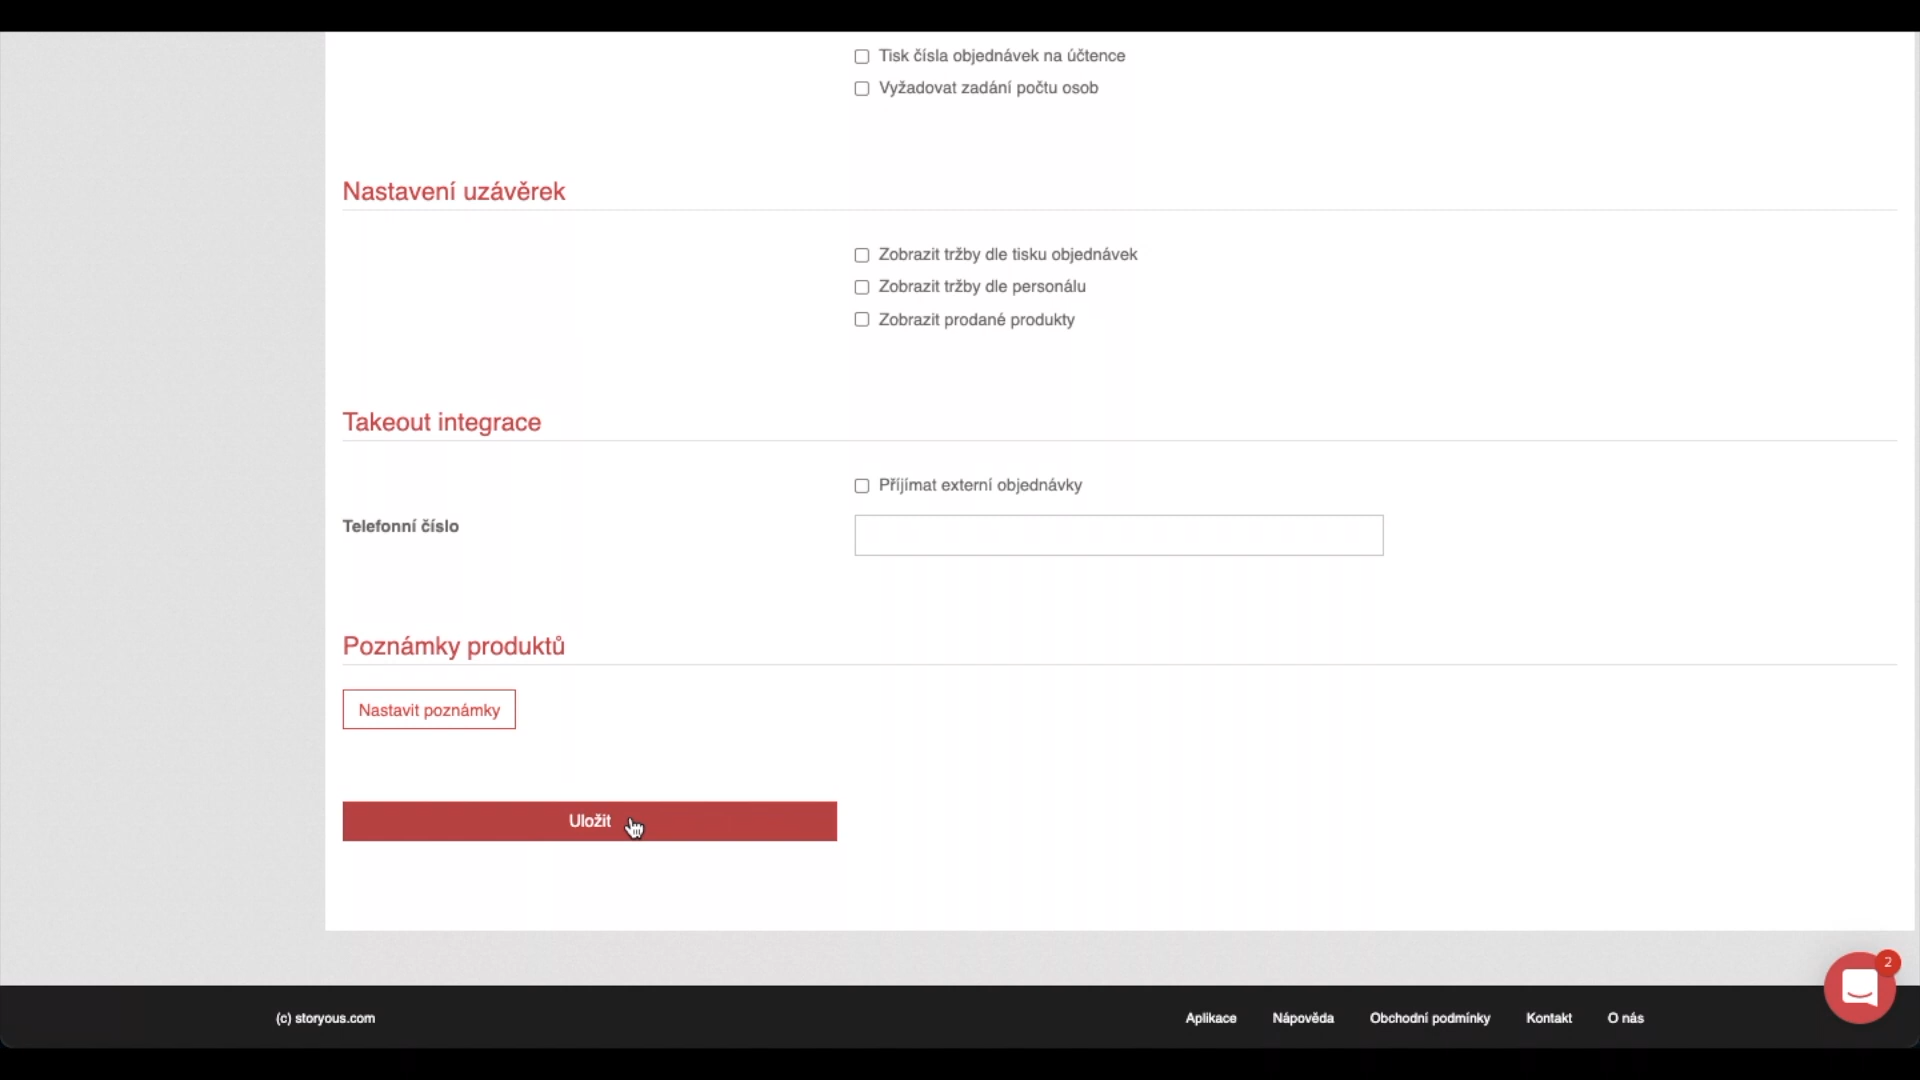 Tisk čísla objednávek na účtence
Vyžadovat zadání počtu osob
Nastavení uzávěrek
Zobrazit tržby dle tisku objednávek
Zobrazit tržby dle personálu
Zobrazit prodané produkty
Takeout integrace
Příjímat externí objednávky
Telefonní číslo
Poznámky produktů
Nastavit poznámky
Uložit
2
(c) storyous.com Aplikace Nápověda Obchodní podmínky Kontakt O nás